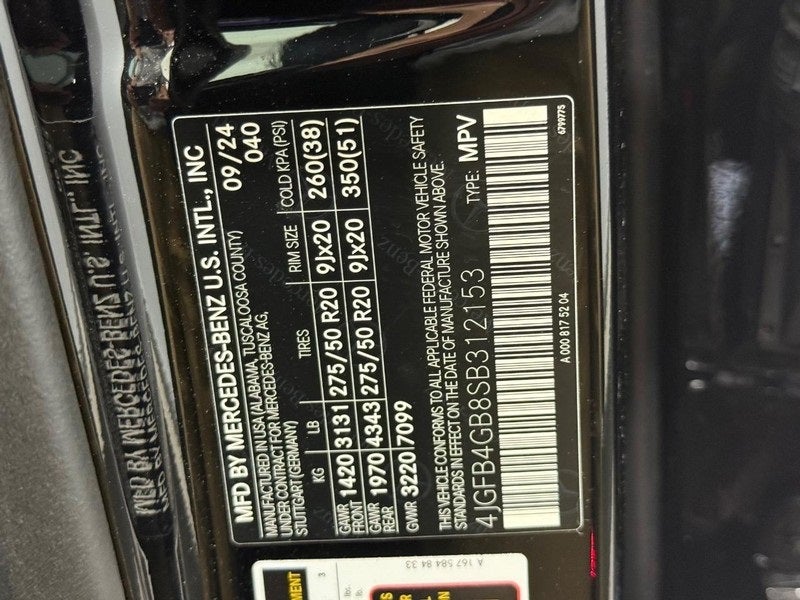 MFD BY MERCEDES-BENZ U.S. INTL., INC
MANUFACTURED IN USA (ALABAMA, TUSCALOOSA COUNTY) 09/24
UNDER CONTRACT FOR MERCEDES-BENZ AG, 040
STUTTGART (GERMANY)
KG LB TIRES RIM SIZE COLD KPA (PSI)
GAWR FRONT 1420 3131 275/50 R20 9Jx20 260(38)
GAWR REAR 1970 4343 275/50 R20 9Jx20 350(51)
GVWR 3220 7099
THIS VEHICLE CONFORMS TO ALL APPLICABLE FEDERAL MOTOR VEHICLE SAFETY
STANDARDS IN EFFECT ON THE DATE OF MANUFACTURE SHOWN ABOVE.
4JGFB4GB8SB312153 TYPE: MPV
A 000 817 52 04 6799775
A 167 584 84 33